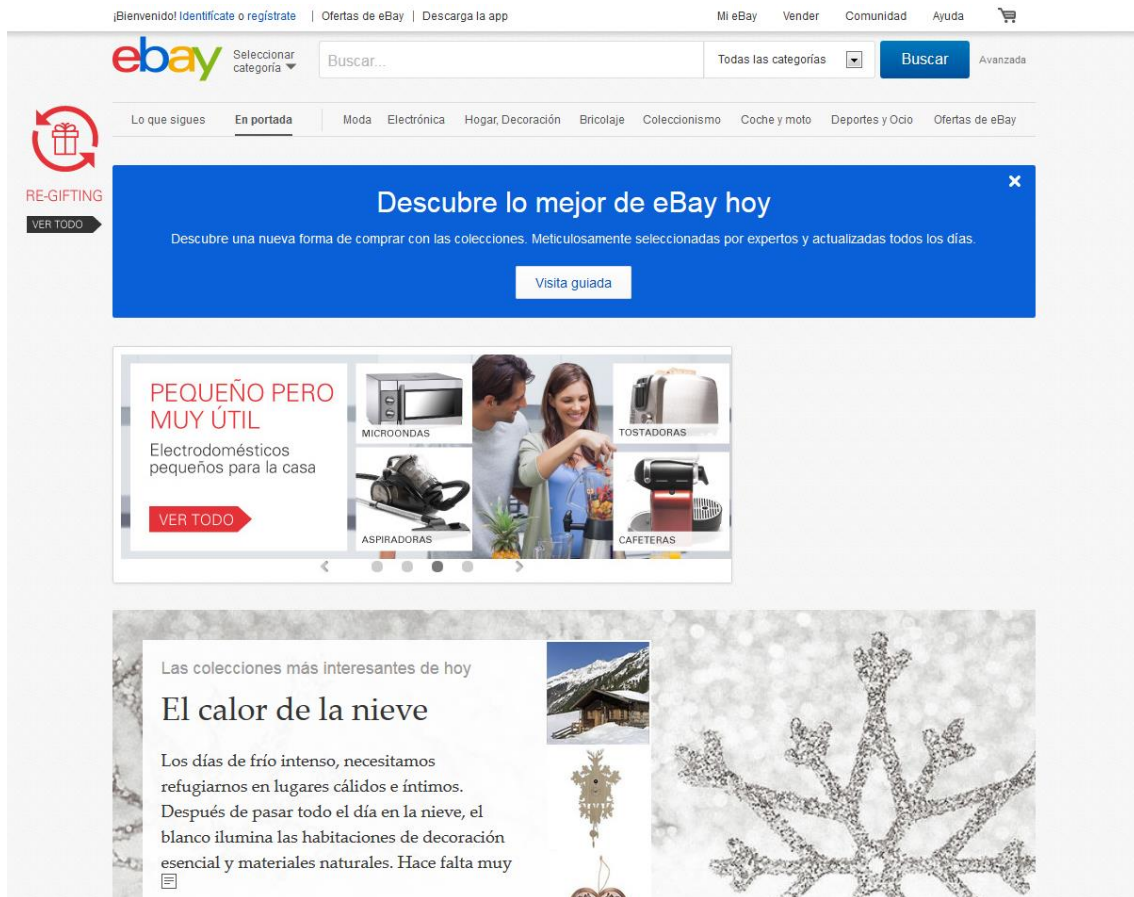 ¡Bienvenido! Identifícate o regístrate | Ofertas de eBay | Descarga la app
Mi eBay Vender Comunidad Ayuda
ebay
Seleccionar
categoría
Buscar...
Todas las categorías
Buscar
Avanzada
Lo que sigues En portada Moda Electrónica Hogar, Decoración Bricolaje Coleccionismo Coche y moto Deportes y Ocio Ofertas de eBay
RE-GIFTING
VER TODO
Descubre lo mejor de eBay hoy
Descubre una nueva forma de comprar con las colecciones. Meticulosamente seleccionadas por expertos y actualizadas todos los días.
Visita guiada
PEQUEÑO PERO
MUY ÚTIL
Electrodomésticos
pequeños para la casa
VER TODO
MICROONDAS
TOSTADORAS
ASPIRADORAS
CAFETERAS
Las colecciones más interesantes de hoy
El calor de la nieve
Los días de frío intenso, necesitamos
refugiarnos en lugares cálidos e íntimos.
Después de pasar todo el día en la nieve, el
blanco ilumina las habitaciones de decoración
esencial y materiales naturales. Hace falta muy